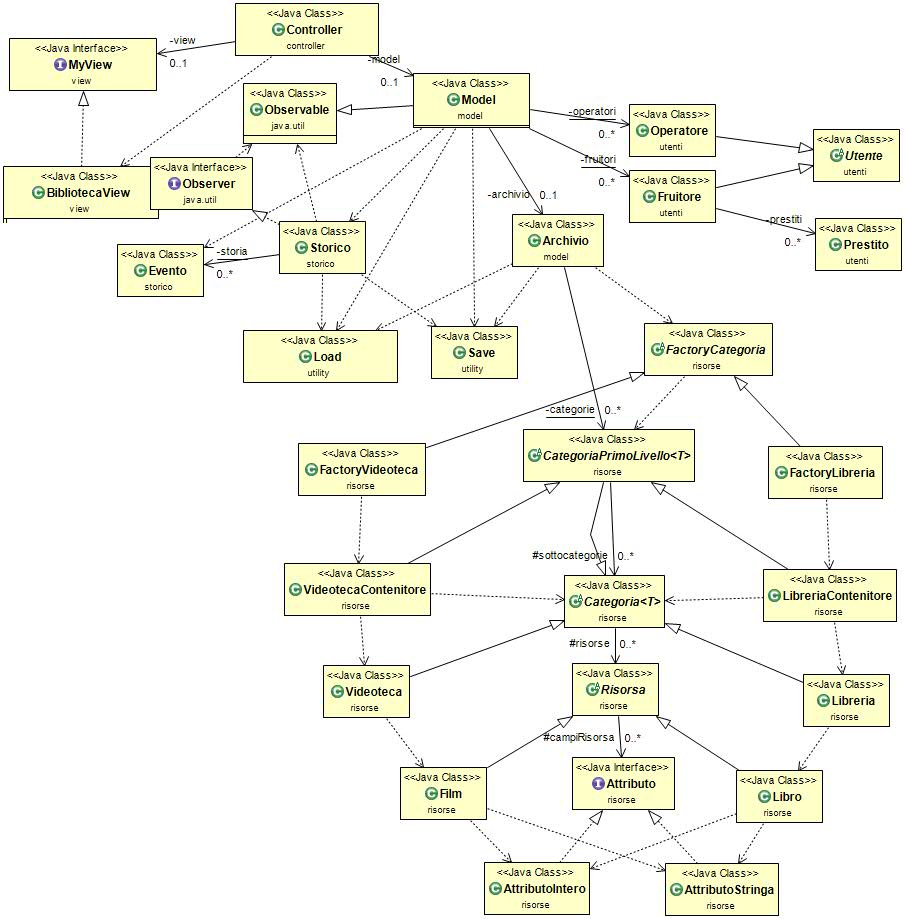 <<Java Class>>
Controller
controller
-view
0..1
<<Java Interface>>
MyView
view
-model
0..1
<<Java Class>>
Model
model
<<Java Class>>
Observable
java.util
-operatori
0..*
<<Java Class>>
Operatore
utenti
<<Java Class>>
Utente
utenti
<<Java Class>>
BibliotecaView
view
<<Java Interface>>
Observer
java.util
-fruitori
0..*
<<Java Class>>
Fruitore
utenti
-archivio 0..1
-prestiti
0..*
<<Java Class>>
Prestito
utenti
<<Java Class>>
Storico
storico
<<Java Class>>
Archivio
model
-storia
0..*
<<Java Class>>
Evento
storico
<<Java Class>>
Load
utility
<<Java Class>>
Save
utility
<<Java Class>>
FactoryCategoria
risorse
-categorie 0..*
<<Java Class>>
FactoryVideoteca
risorse
<<Java Class>>
CategoriaPrimoLivello<T>
risorse
<<Java Class>>
FactoryLibreria
risorse
#sottocategorie 0..*
<<Java Class>>
VideotecaContenitore
risorse
<<Java Class>>
Categoria<T>
risorse
<<Java Class>>
LibreriaContenitore
risorse
#risorse 0..*
<<Java Class>>
Videoteca
risorse
<<Java Class>>
Risorsa
risorse
<<Java Class>>
Libreria
risorse
#campiRisorsa 0..*
<<Java Class>>
Film
risorse
<<Java Interface>>
Attributo
risorse
<<Java Class>>
Libro
risorse
<<Java Class>>
AttributoIntero
risorse
<<Java Class>>
AttributoStringa
risorse